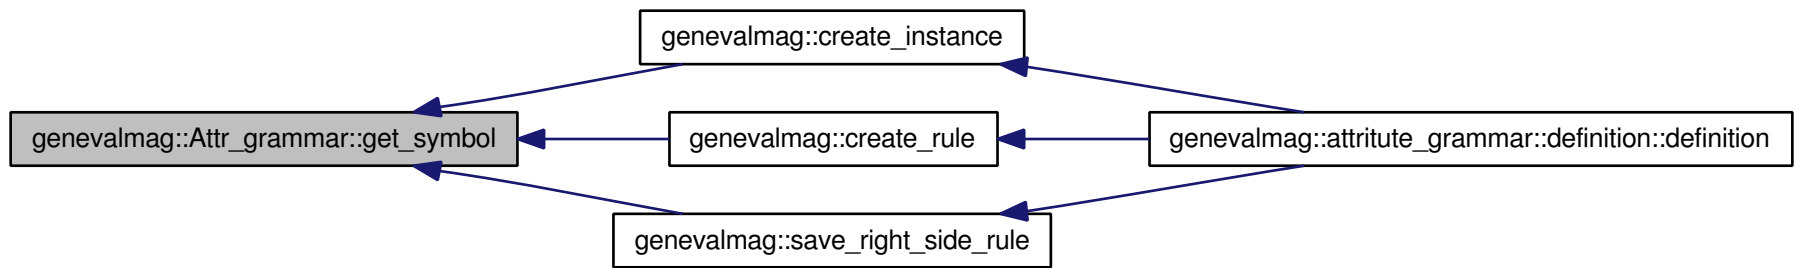 genevalmag::create_instance
genevalmag::Attr_grammar::get_symbol
genevalmag::create_rule
genevalmag::attritute_grammar::definition::definition
genevalmag::save_right_side_rule